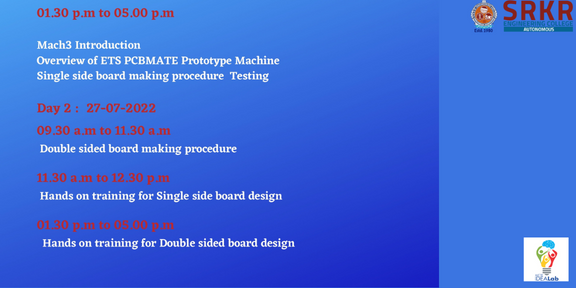 01.30 p.m to 05.00 p.m
SRKR
ENGINEERING COLLEGE
AUTONOMOUS
Estd.1980
Mach3 Introduction
Overview of ETS PCBMATE Prototype Machine
Single side board making procedure Testing
Day 2 : 27-07-2022
09.30 a.m to 11.30 a.m
Double sided board making procedure
11.30 a.m to 12.30 p.m
Hands on training for Single side board design
01.30 p.m to 05.00 p.m
Hands on training for Double sided board design
IDEALab